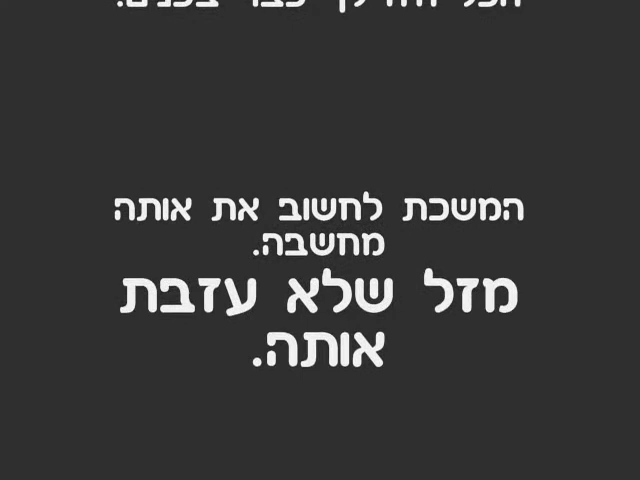 המשכת לחשוב את אותה
מחשבה.
מזל שלא עזבת
אותה.